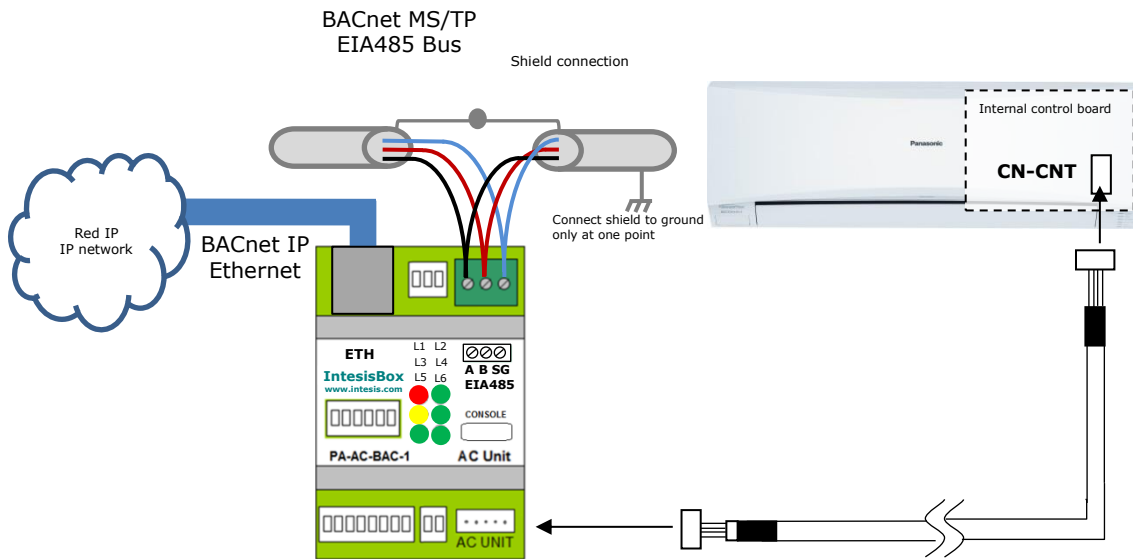 BACnet MS/TP
EIA485 Bus
Shield connection
Internal control board
Panasonic
CN-CNT
Connect shield to ground
only at one point
Red IP
IP network
BACnet IP
Ethernet
ETH
L1 L2
L3 L4
L5 L6
A B SG
EIA485
IntesisBox
www.intesis.com
CONSOLE
PA-AC-BAC-1
AC Unit
AC UNIT